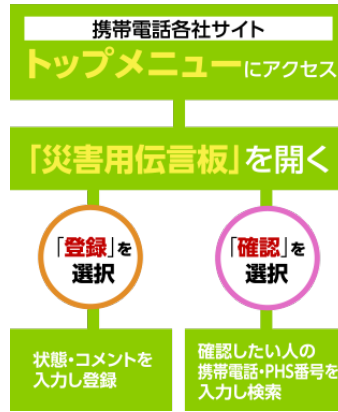 携帯電話各社サイト
トップメニューにアクセス
「災害用伝言板」を開く
「登録」を
選択
「確認」を
選択
状態・コメントを
入力し登録
確認したい人の
携帯電話・PHS番号を
入力し検索